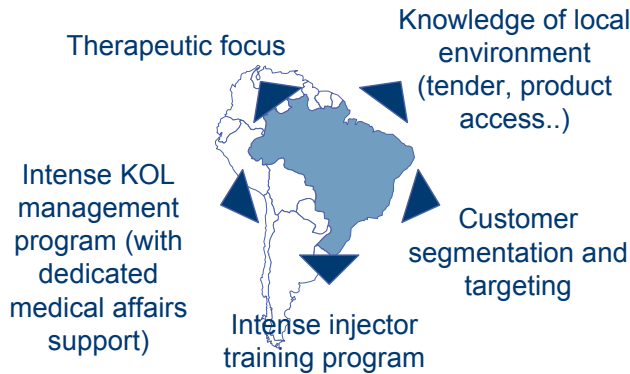 Therapeutic focus
Knowledge of local
environment
(tender, product
access..)
Intense KOL
management
program (with
dedicated
medical affairs
support)
Customer
segmentation and
targeting
Intense injector
training program